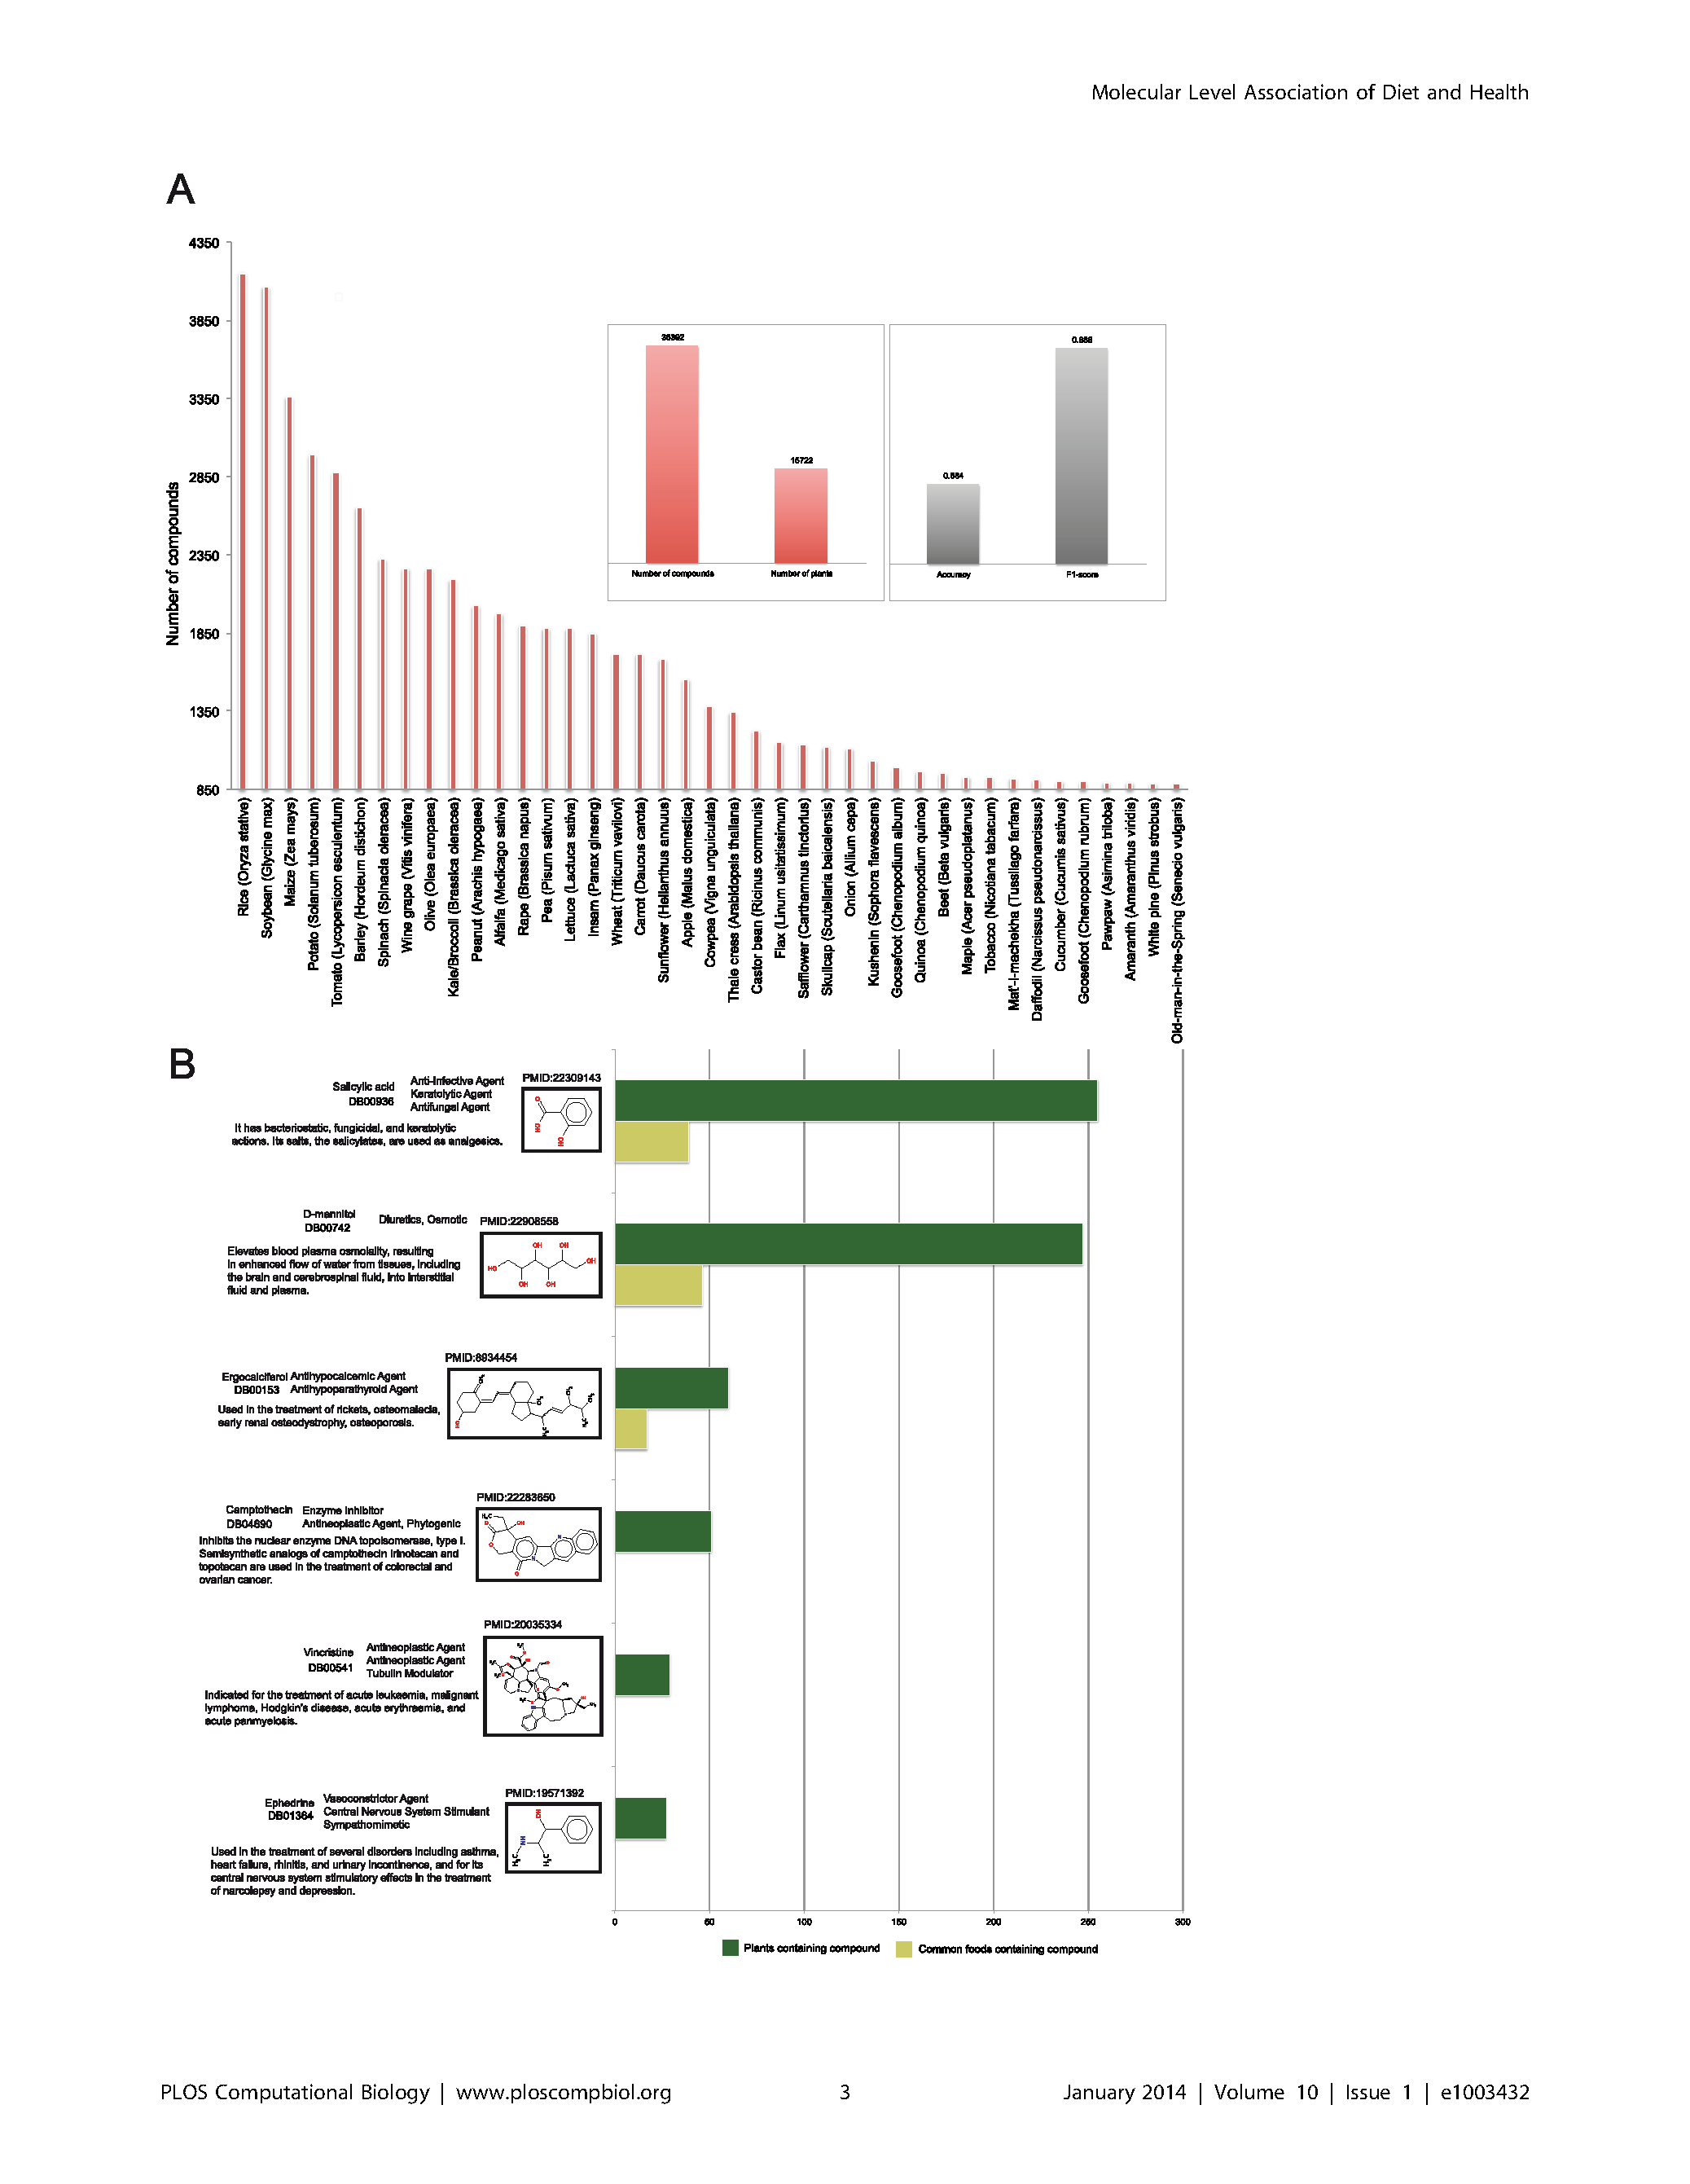 Molecular Level Association of Diet and Health
A
4350
3850
3350
2850
2350
1850
1350
850
Number of compounds
36392
15722
Number of compounds
Number of plants
0.884
Accuracy
F1-score
Rice (Oryza stative)
Soybean (Glycine max)
Maize (Zea mays)
Potato (Solanum tuberosum)
Tomato (Lycopersicon esculentum)
Barley (Hordeum distichon)
Spinach (Spinacia oleracea)
Wine grape (Vitis vinifera)
Olive (Olea europaea)
Kale/Broccoli (Brassica oleracea)
Peanut (Arachis hypogaea)
Alfalfa (Medicago sativa)
Rape (Brassica napus)
Pea (Pisum sativum)
Lettuce (Lactuca sativa)
Insam (Panax ginseng)
Wheat (Triticum vavilovi)
Carrot (Daucus carota)
Sunflower (Helianthus annuus)
Apple (Malus domestica)
Cowpea (Vigna unguiculata)
Thale cress (Arabidopsis thaliana)
Castor bean (Ricinus communis)
Flax (Linum usitatissimum)
Safflower (Carthamnus tinctorius)
Skullcap (Scutellaria baicalensis)
Onion (Allium cepa)
Kushenin (Sophora flavescens)
Goosefoot (Chenopodium album)
Quinoa (Chenopodium quinoa)
Beet (Beta vulgaris)
Maple (Acer pseudoplatanus)
Tobacco (Nicotiana tabacum)
Mat'-i-machekha (Tussilago farfara)
Daffodil (Narcissus pseudonarcissus)
Cucumber (Cucumis sativus)
Goosefoot (Chenopodium rubrum)
Pawpaw (Asimina triloba)
Amaranth (Amaranthus viridis)
White pine (Pinus strobus)
Old-man-in-the-Spring (Senecio vulgaris)
B
Salicylic acid
DB00936
Anti-Infective Agent
Keratolytic Agent
Antifungal Agent
PMID:22309143
It has bacteriostatic, fungicidal, and keratolytic
actions. Its salts, the salicylates, are used as analgesics.
D-mannitol
DB00742
Diuretics, Osmotic
PMID:22908558
Elevates blood plasma osmolality, resulting
in enhanced flow of water from tissues, including
the brain and cerebrospinal fluid, into interstitial
fluid and plasma.
PMID:8934454
Ergocalciferol Antihypocalcemic Agent
DB00153 Antihypoparathyroid Agent
Used in the treatment of rickets, osteomalacia,
early renal osteodystrophy, osteoporosis.
PMID:22283650
Camptothecin Enzyme Inhibitor
DB04690 Antineoplastic Agent, Phytogenic
Inhibits the nuclear enzyme DNA topoisomerase, type I.
Semisynthetic analogs of camptothecin irinotecan and
topotecan are used in the treatment of colorectal and
ovarian cancer.
PMID:20035334
Vincristine
DB00541
Antineoplastic Agent
Antineoplastic Agent
Tubulin Modulator
Indicated for the treatment of acute leukaemia, malignant
lymphoma, Hodgkin's disease, acute erythraemia, and
acute panmyelosis.
PMID:19571392
Ephedrine
DB01364
Vasoconstrictor Agent
Central Nervous System Stimulant
Sympathomimetic
Used in the treatment of several disorders including asthma,
heart failure, rhinitis, and urinary incontinence, and for its
central nervous system stimulatory effects in the treatment
of narcolepsy and depression.
0 50 100 150 200 250 300
Plants containing compound
Common foods containing compound
PLOS Computational Biology | www.ploscompbiol.org
3
January 2014 | Volume 10 | Issue 1 | e1003432